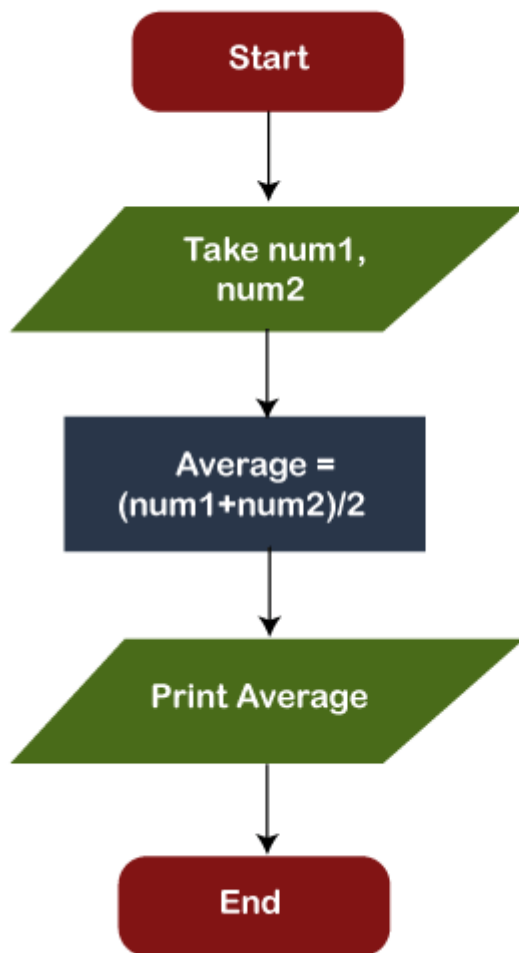 Start
Take num1,
num2
Average =
(num1+num2)/2
Print Average
End